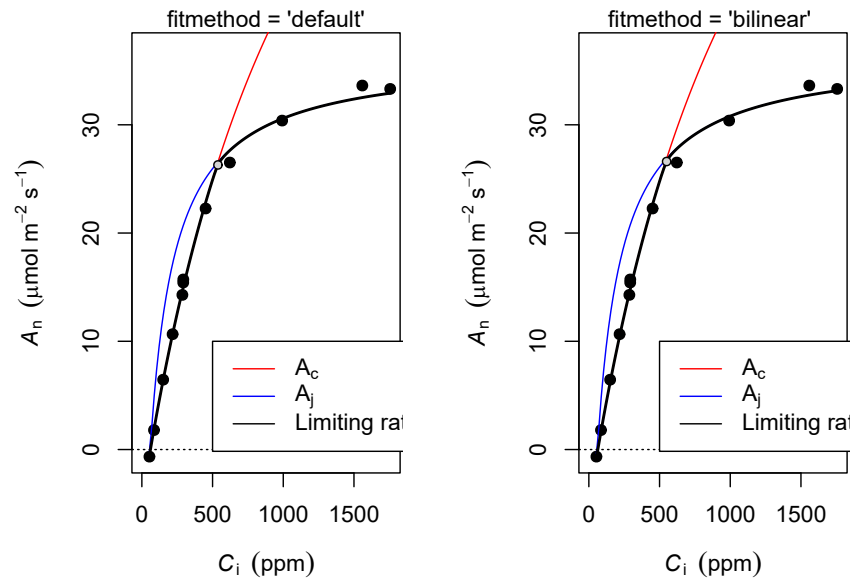 fitmethod = 'default'
A_n (μmol m⁻² s⁻¹)
30
20
10
0
A_c
A_j
Limiting rat
0 500 1000 1500
C_i (ppm)
fitmethod = 'bilinear'
A_n (μmol m⁻² s⁻¹)
30
20
10
0
A_c
A_j
Limiting rat
0 500 1000 1500
C_i (ppm)